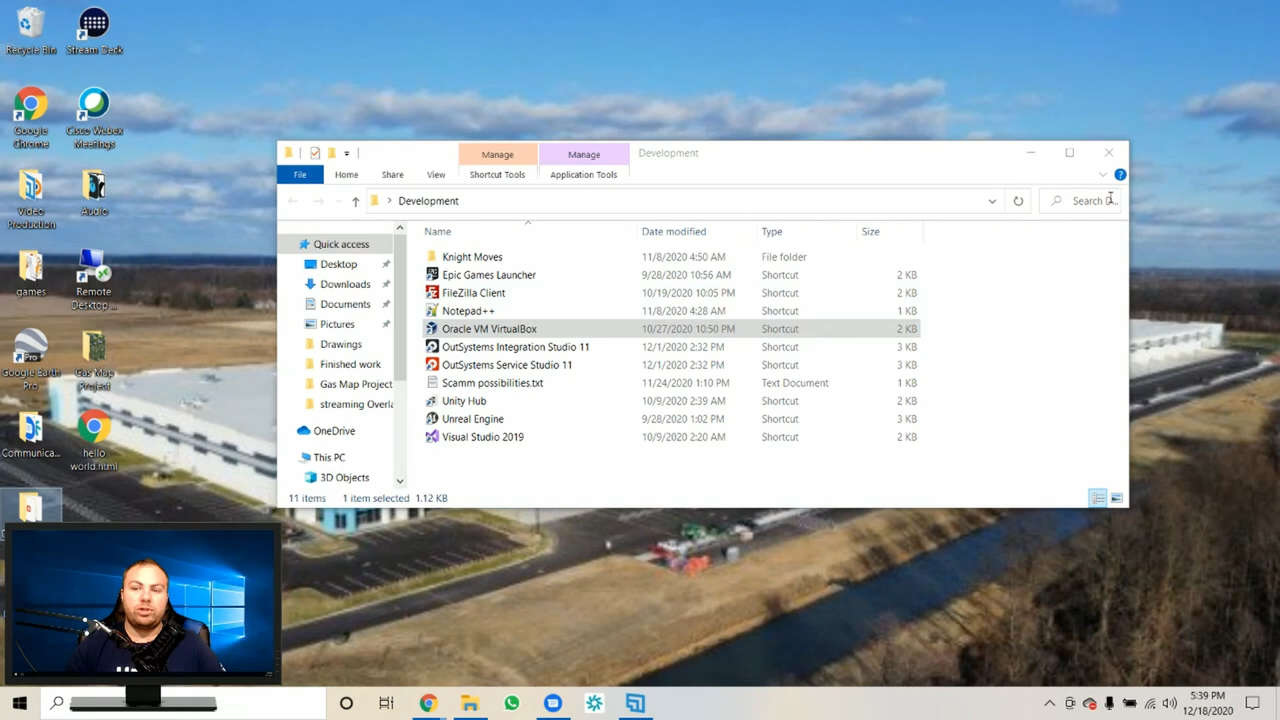 Recycle Bin
Stream Deck
Google
Chrome
Cisco Webex
Meetings
Video
Production
Audio
games
Remote
Desktop ...
Google Earth
Pro
Gas Map
Project
Communica...
hello
world.html
Manage
Manage
Development
File
Home
Share
View
Shortcut Tools
Application Tools
Development
Search D...
Name
Date modified
Type
Size
Quick access
Desktop
Downloads
Documents
Pictures
Drawings
Finished work
Gas Map Project
streaming Overla
OneDrive
This PC
3D Objects
Knight Moves 11/8/2020 4:50 AM File folder
Epic Games Launcher 9/28/2020 10:56 AM Shortcut 2 KB
FileZilla Client 10/19/2020 10:05 PM Shortcut 2 KB
Notepad++ 11/8/2020 4:28 AM Shortcut 1 KB
Oracle VM VirtualBox 10/27/2020 10:50 PM Shortcut 2 KB
OutSystems Integration Studio 11 12/1/2020 2:32 PM Shortcut 3 KB
OutSystems Service Studio 11 12/1/2020 2:32 PM Shortcut 3 KB
Scamm possibilities.txt 11/24/2020 1:10 PM Text Document 1 KB
Unity Hub 10/9/2020 2:39 AM Shortcut 2 KB
Unreal Engine 9/28/2020 1:02 PM Shortcut 3 KB
Visual Studio 2019 10/9/2020 2:20 AM Shortcut 2 KB
11 items 1 item selected 1.12 KB
5:39 PM
12/18/2020